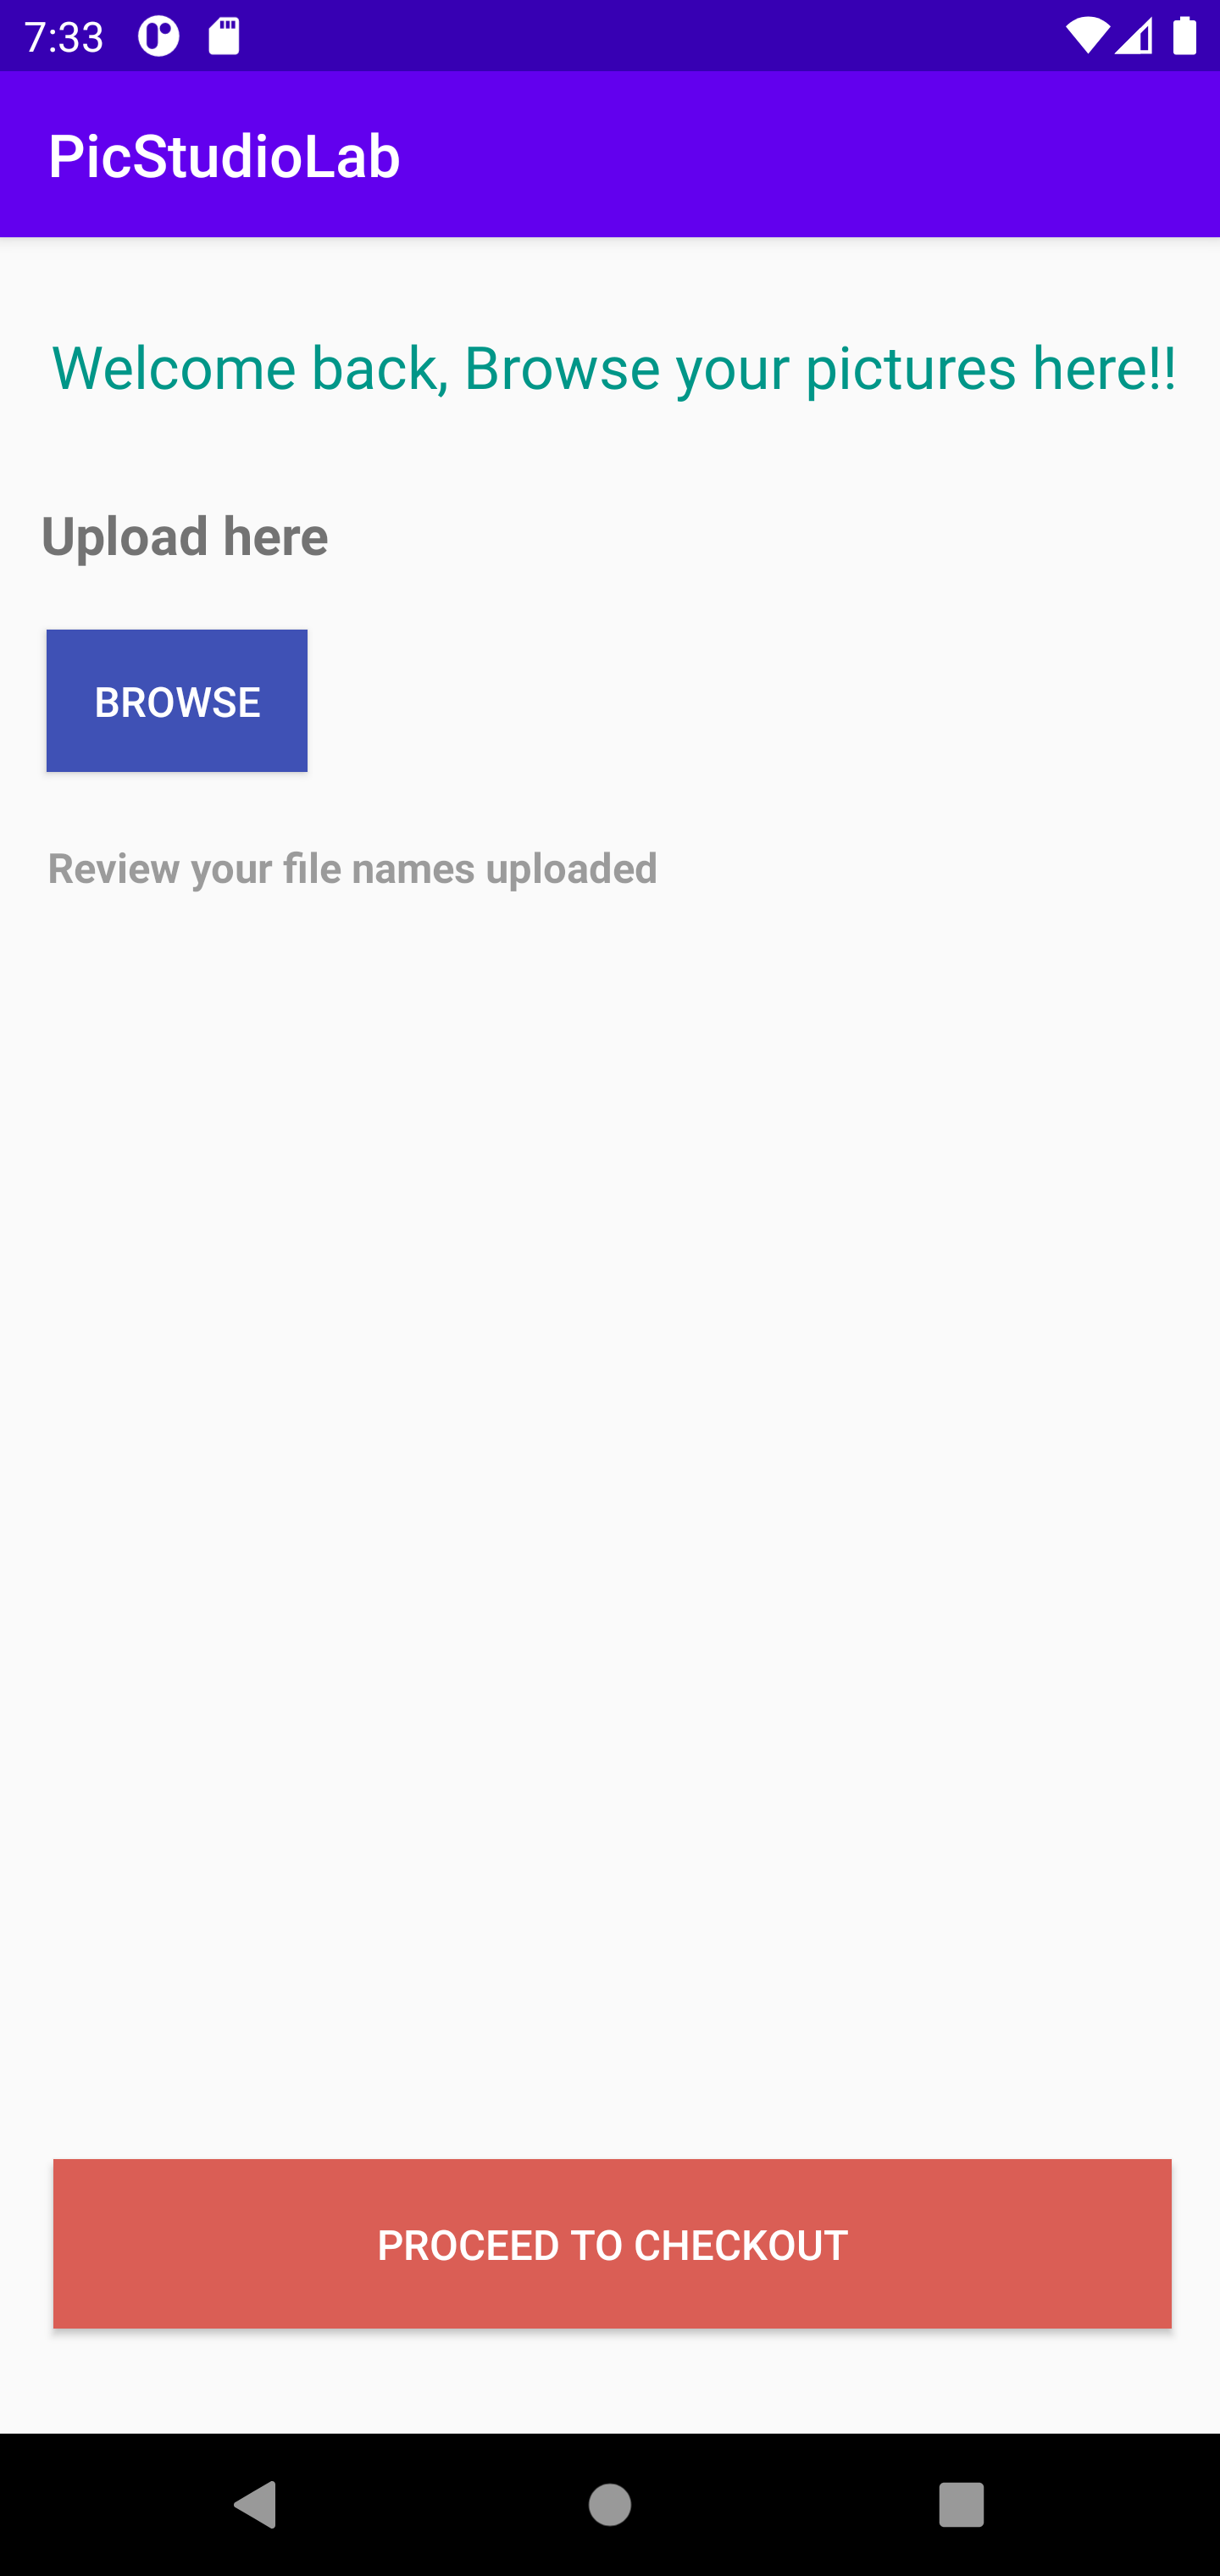 7:33
PicStudioLab
Welcome back, Browse your pictures here!!
Upload here
BROWSE
Review your file names uploaded
PROCEED TO CHECKOUT